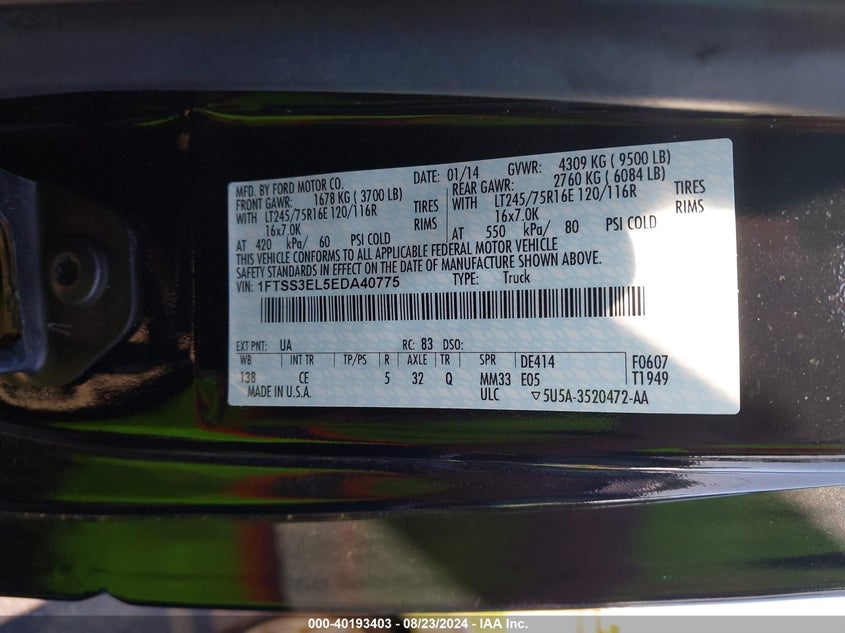 MFD. BY FORD MOTOR CO. DATE: 01/14 GVWR: 4309 KG ( 9500 LB)
FRONT GAWR: 1678 KG ( 3700 LB) REAR GAWR: 2760 KG ( 6084 LB)
WITH LT245/75R16E 120/116R TIRES WITH LT245/75R16E 120/116R TIRES
16x7.0K RIMS 16x7.0K RIMS
AT 420 kPa/ 60 PSI COLD AT 550 kPa/ 80 PSI COLD
THIS VEHICLE CONFORMS TO ALL APPLICABLE FEDERAL MOTOR VEHICLE
SAFETY STANDARDS IN EFFECT ON THE DATE OF MANUFACTURE SHOWN ABOVE.
VIN: 1FTSS3EL5EDA40775 TYPE: Truck
EXT PNT: UA RC: 83 DSO:
WB INT TR TP/PS R AXLE TR SPR DE414 F0607
138 CE 5 32 Q MM33 E05 T1949
MADE IN U.S.A. ULC ▽5U5A-3520472-AA
000-40193403 - 08/23/2024 - IAA Inc.